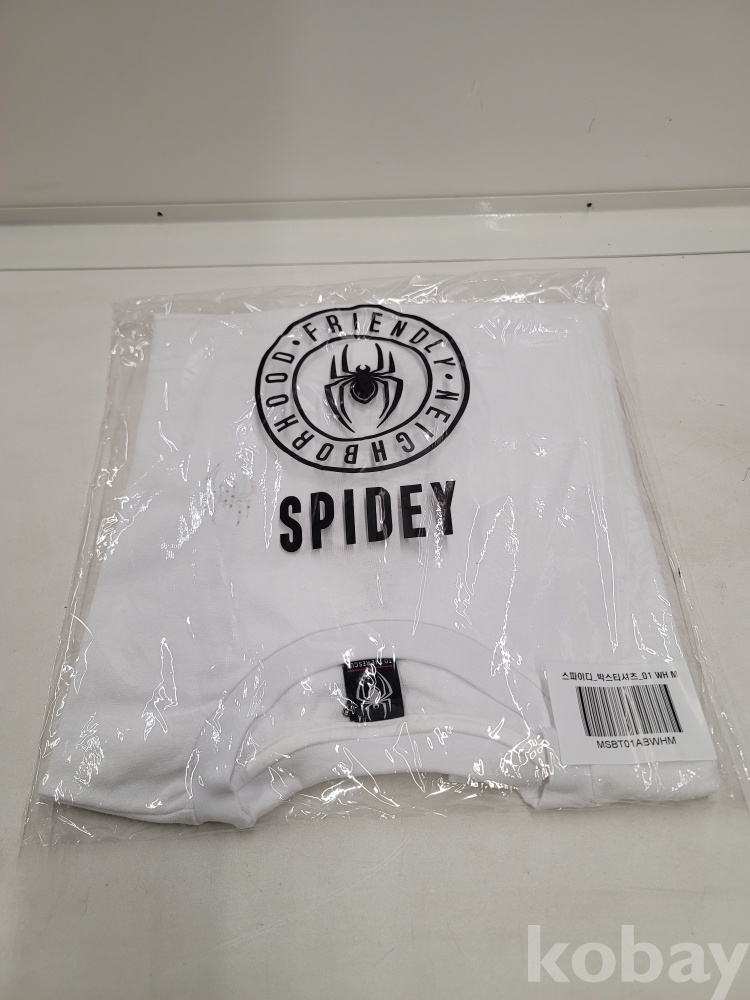 FRIENDLY • NEIGHBORHOOD •
SPIDEY
스파이디_박스티셔츠_01 WH M
MSBT01ABWHM
kobay